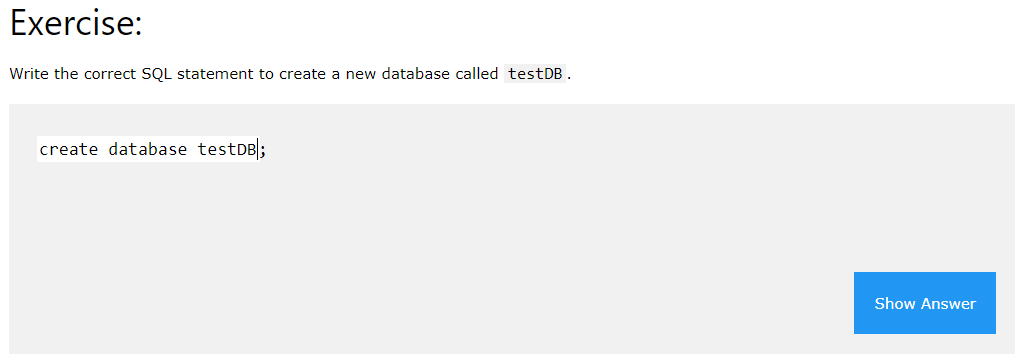 Exercise:
Write the correct SQL statement to create a new database called testDB.
create database testDB;
Show Answer